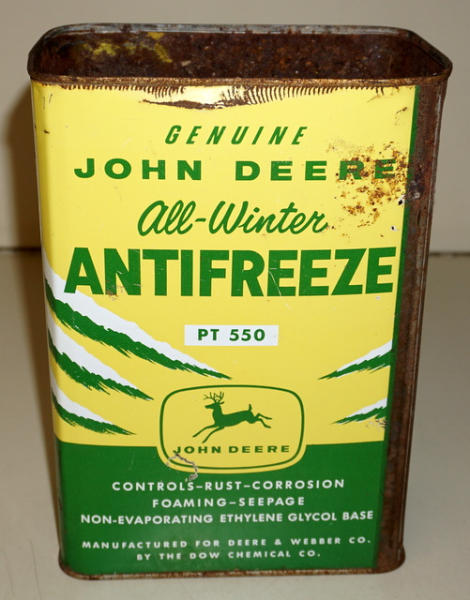 GENUINE
JOHN DEERE
All-Winter
ANTIFREEZE
PT 550
JOHN DEERE
CONTROLS-RUST-CORROSION
FOAMING-SEEPAGE
NON-EVAPORATING ETHYLENE GLYCOL BASE
MANUFACTURED FOR DEERE & WEBBER CO.
BY THE DOW CHEMICAL CO.